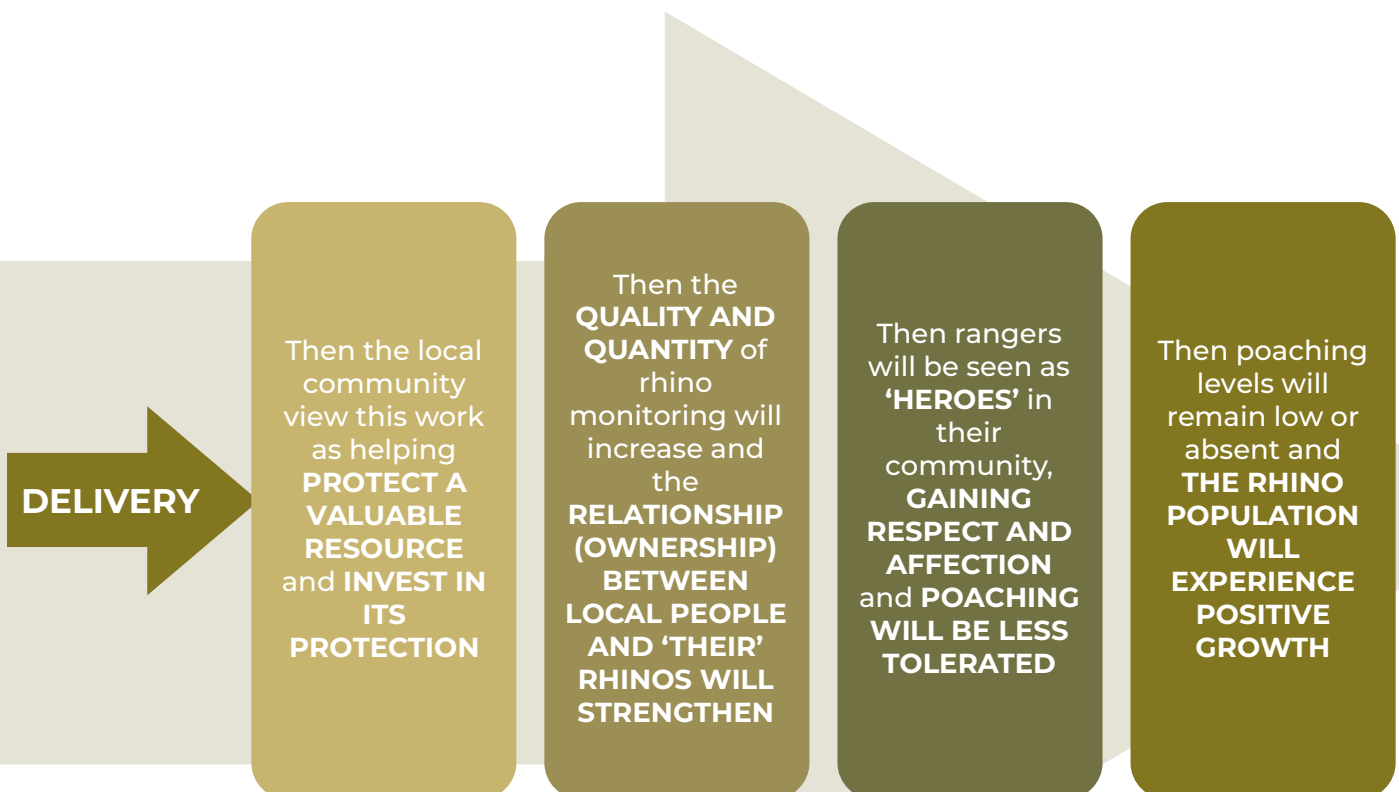 DELIVERY
Then the local
community
view this work
as helping
PROTECT A
VALUABLE
RESOURCE
and INVEST IN
ITS
PROTECTION
Then the
QUALITY AND
QUANTITY of
rhino
monitoring will
increase and
the
RELATIONSHIP
(OWNERSHIP)
BETWEEN
LOCAL PEOPLE
AND ‘THEIR’
RHINOS WILL
STRENGTHEN
Then rangers
will be seen as
‘HEROES’ in
their
community,
GAINING
RESPECT AND
AFFECTION
and POACHING
WILL BE LESS
TOLERATED
Then poaching
levels will
remain low or
absent and
THE RHINO
POPULATION
WILL
EXPERIENCE
POSITIVE
GROWTH